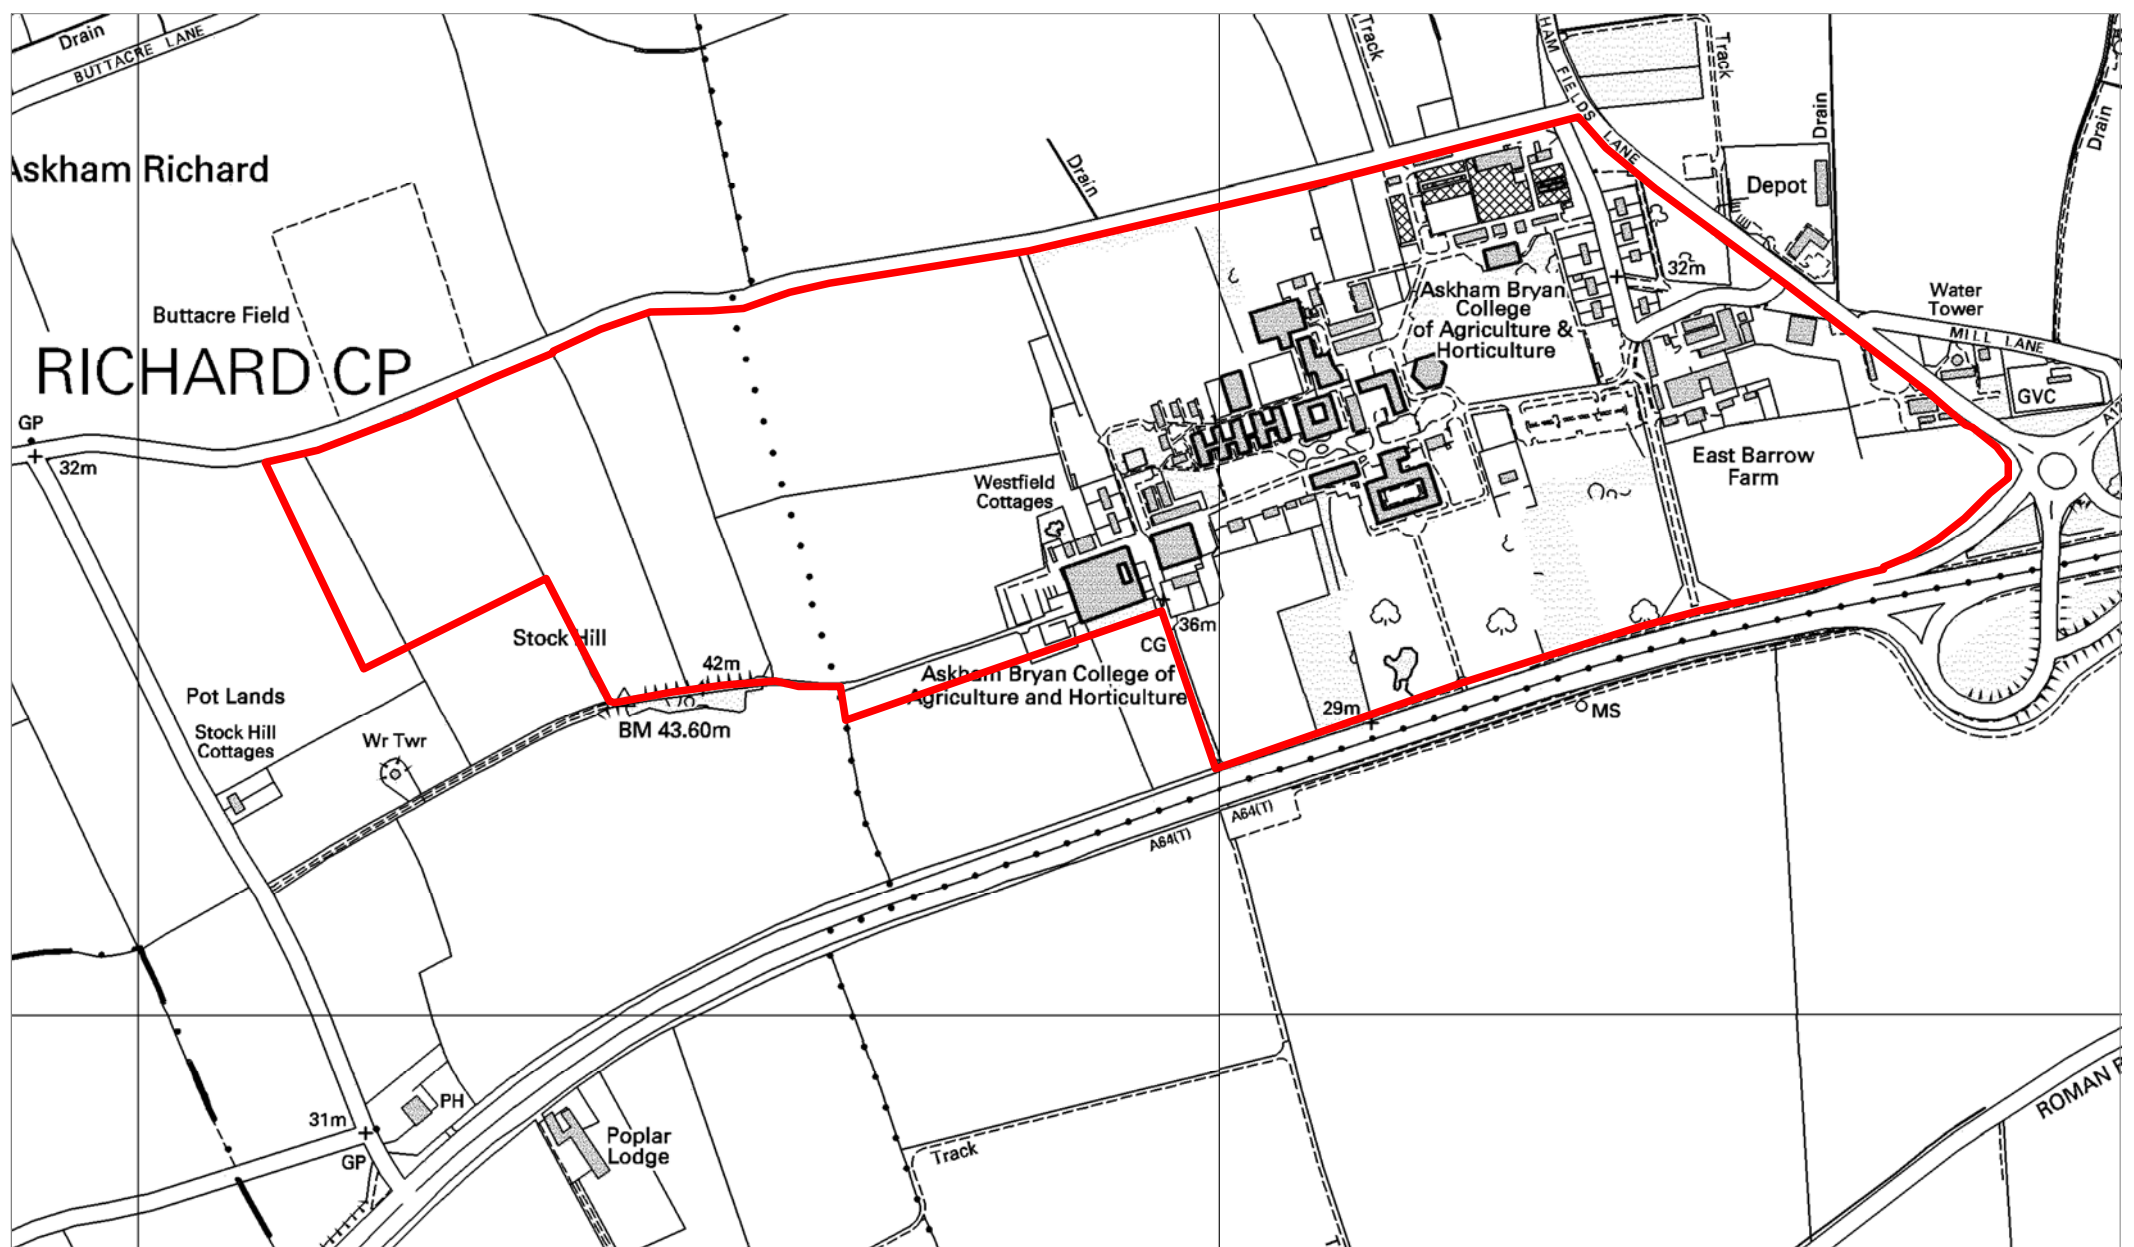 Drain
BUTTACRE LANE
Askham Richard
Buttacre Field
RICHARD CP
GP
32m
Track
HAM FIELDS LANE
Track
Drain
Drain
Drain
Depot
32m
Askham Bryan
College
of Agriculture &
Horticulture
Water
Tower
MILL LANE
GVC
East Barrow
Farm
Westfield
Cottages
Stock Hill
42m
36m
CG
Askham Bryan College of
Agriculture and Horticulture
Pot Lands
Stock Hill
Cottages
Wr Twr
BM 43.60m
29m
MS
A64(T)
A64(T)
PH
31m
GP
Poplar
Lodge
Track
ROMAN